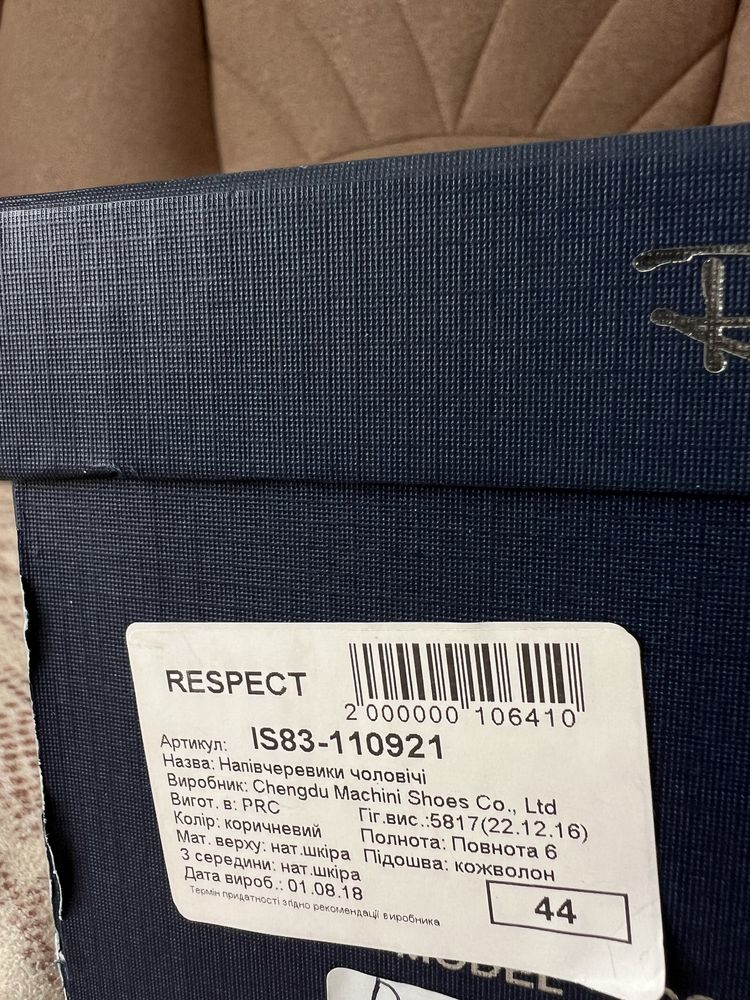 RESPECT
2 000000 106410
Артикул: IS83-110921
Назва: Напівчеревики чоловічі
Виробник: Chengdu Machini Shoes Co., Ltd
Вигот. в: PRC Гіг.вис.:5817(22.12.16)
Колір: коричневий Полнота: Повнота 6
Мат. верху: нат.шкіра Підошва: кожволон
З середини: нат.шкіра
Дата вироб.: 01.08.18
44
Термін придатності згідно рекомендації виробника
MODEL